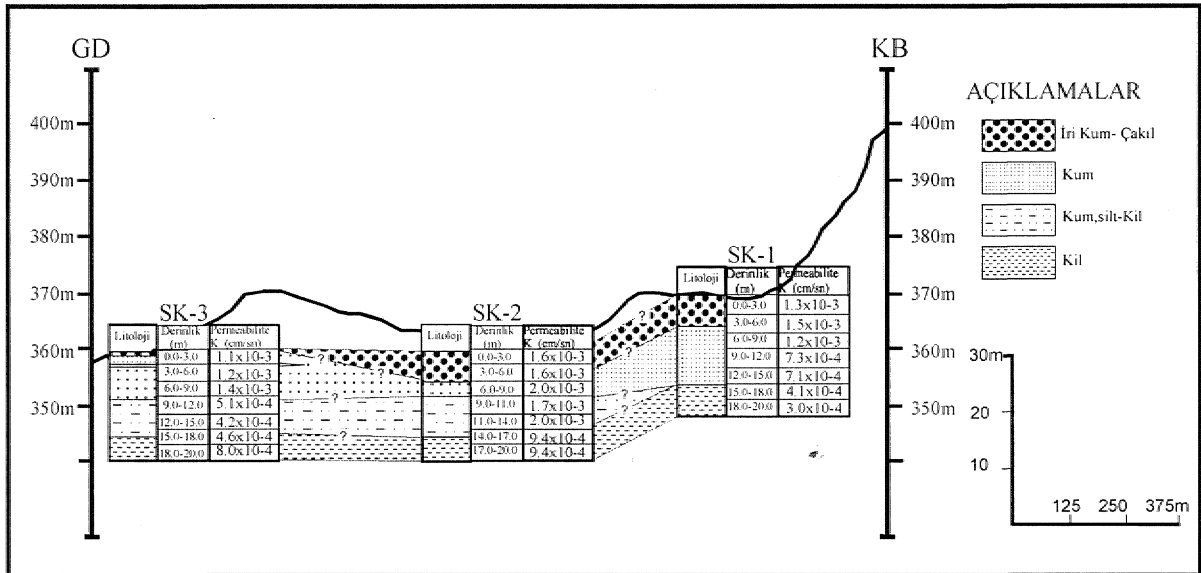 GD
KB
400m
390m
380m
370m
360m
350m
400m
390m
380m
370m
360m
350m
AÇIKLAMALAR
İri Kum- Çakıl
Kum
Kum,silt-Kil
Kil
SK-3
Litoloji Derinlik (m) Permeabilite K (cm/sn)
0.0-3.0 1.1x10-3
3.0-6.0 1.2x10-3
6.0-9.0 1.4x10-3
9.0-12.0 5.1x10-4
12.0-15.0 4.2x10-4
15.0-18.0 4.6x10-4
18.0-20.0 8.0x10-4
? ? ? ?
SK-2
Litoloji Derinlik (m) Permeabilite K (cm/sn)
0.0-3.0 1.6x10-3
3.0-6.0 1.6x10-3
6.0-9.0 2.0x10-3
9.0-11.0 1.7x10-3
11.0-14.0 2.0x10-3
14.0-17.0 9.4x10-4
17.0-20.0 9.4x10-4
? ? ? ?
SK-1
Litoloji Derinlik (m) Permeabilite K (cm/sn)
0.0-3.0 1.3x10-3
3.0-6.0 1.5x10-3
6.0-9.0 1.2x10-3
9.0-12.0 7.3x10-4
12.0-15.0 7.1x10-4
15.0-18.0 4.1x10-4
18.0-20.0 3.0x10-4
30m
20
10
125 250 375m